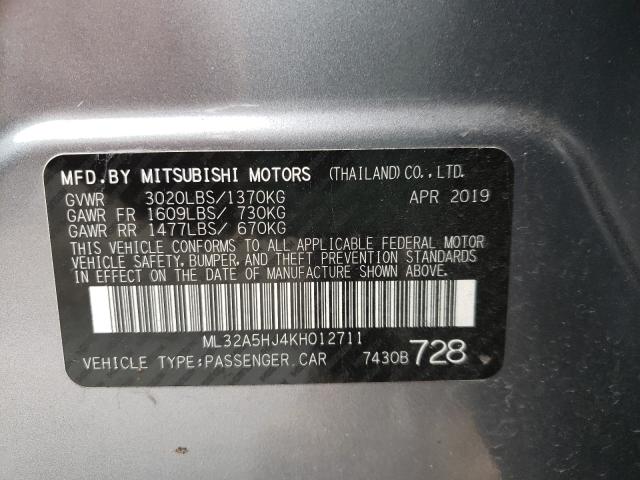 MFD.BY MITSUBISHI MOTORS (THAILAND)CO.,LTD.
GVWR 3020LBS/1370KG APR 2019
GAWR FR 1609LBS/ 730KG
GAWR RR 1477LBS/ 670KG
THIS VEHICLE CONFORMS TO ALL APPLICABLE FEDERAL MOTOR
VEHICLE SAFETY, BUMPER, AND THEFT PREVENTION STANDARDS
IN EFFECT ON THE DATE OF MANUFACTURE SHOWN ABOVE.
ML32A5HJ4KH012711
VEHICLE TYPE:PASSENGER CAR 7430B 728